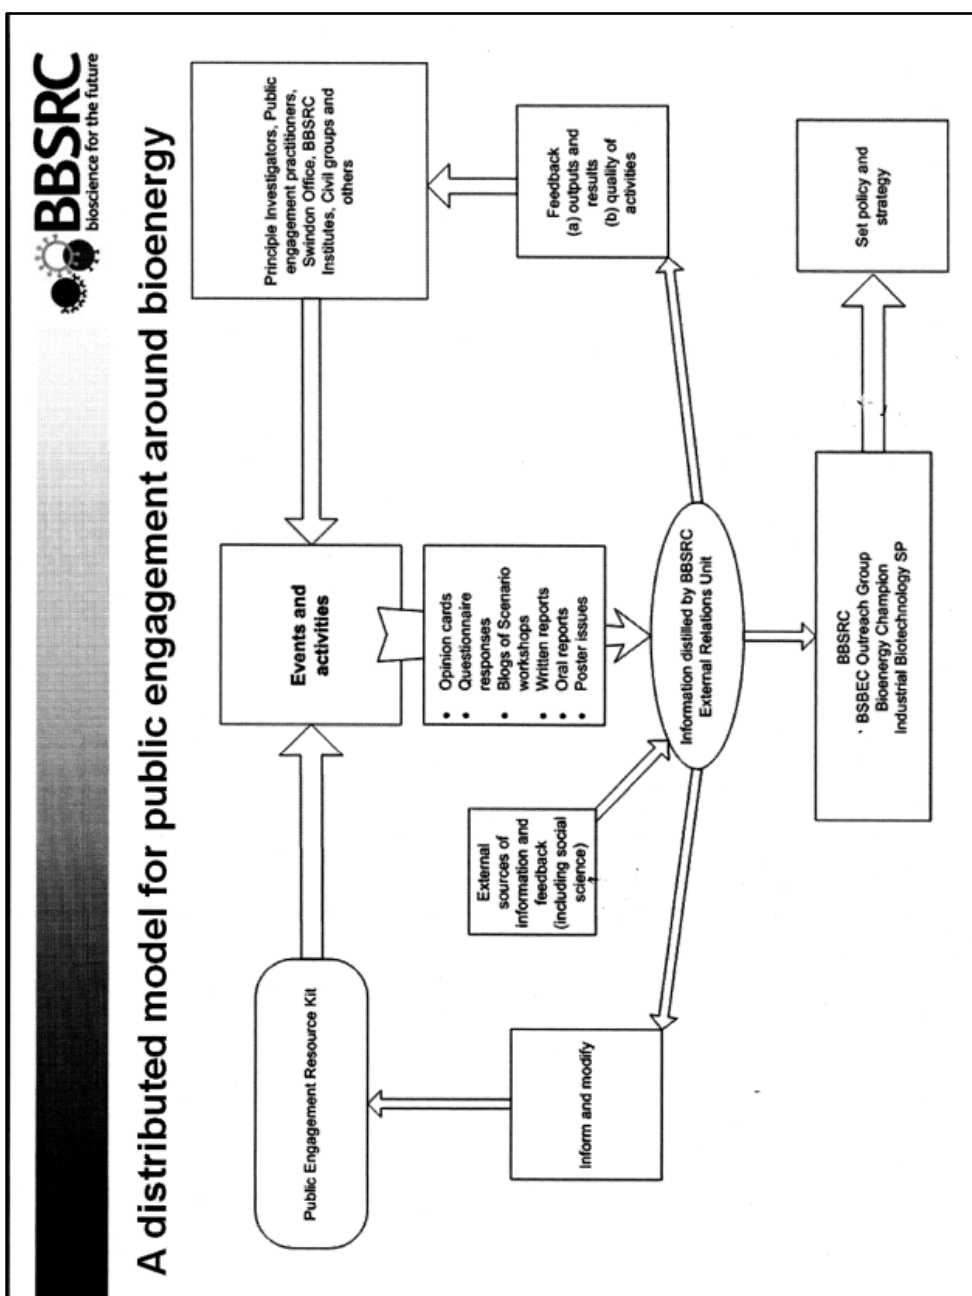 BBSRC
bioscience for the future
A distributed model for public engagement around bioenergy
Public Engagement Resource Kit
Events and
activities
Principle Investigators, Public
engagement practitioners,
Swindon Office, BBSRC
Institutes, Civil groups and
others
• Opinion cards
• Questionnaire
responses
• Blogs of Scenario
workshops
• Written reports
• Oral reports
• Poster issues
Inform and modify
External
sources of
information and
feedback
(including social
science)
Information distilled by BBSRC
External Relations Unit
Feedback
(a) outputs and
results
(b) quality of
activities
BBSRC
BSBEC Outreach Group
Bioenergy Champion
Industrial Biotechnology SP
Set policy and
strategy